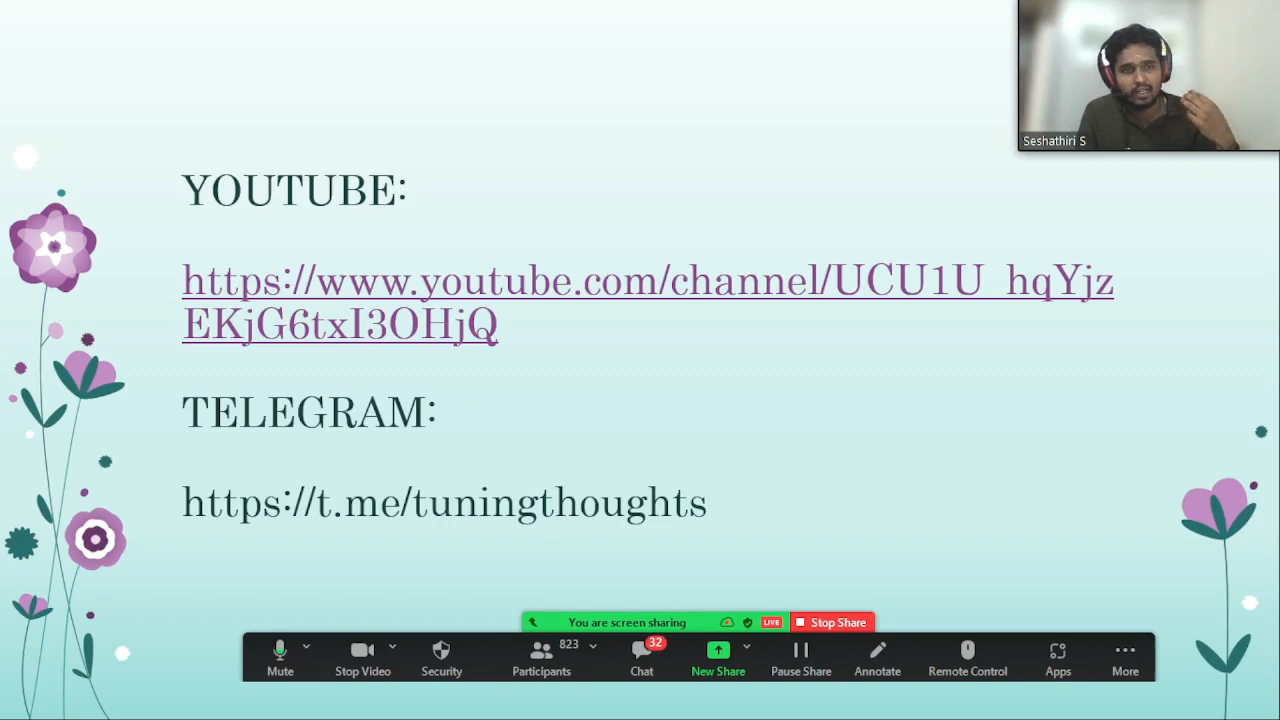 Seshathiri S
YOUTUBE:
https://www.youtube.com/channel/UCU1U_hqYjz
EKjG6txI3OHjQ
TELEGRAM:
https://t.me/tuningthoughts
You are screen sharing
LIVE
Stop Share
823
32
Mute
Stop Video
Security
Participants
Chat
New Share
Pause Share
Annotate
Remote Control
Apps
More